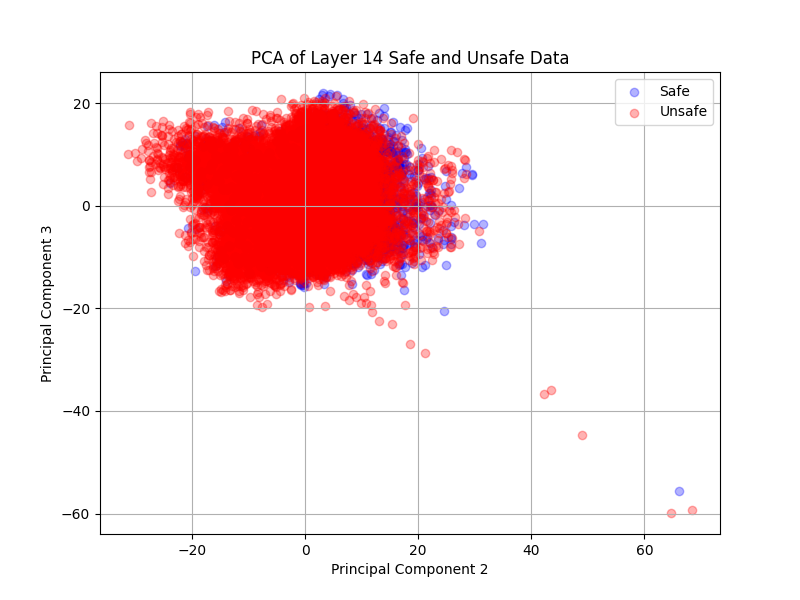 PCA of Layer 14 Safe and Unsafe Data
Safe
Unsafe
20
0
−20
−40
−60
Principal Component 3
−20
0
20
40
60
Principal Component 2